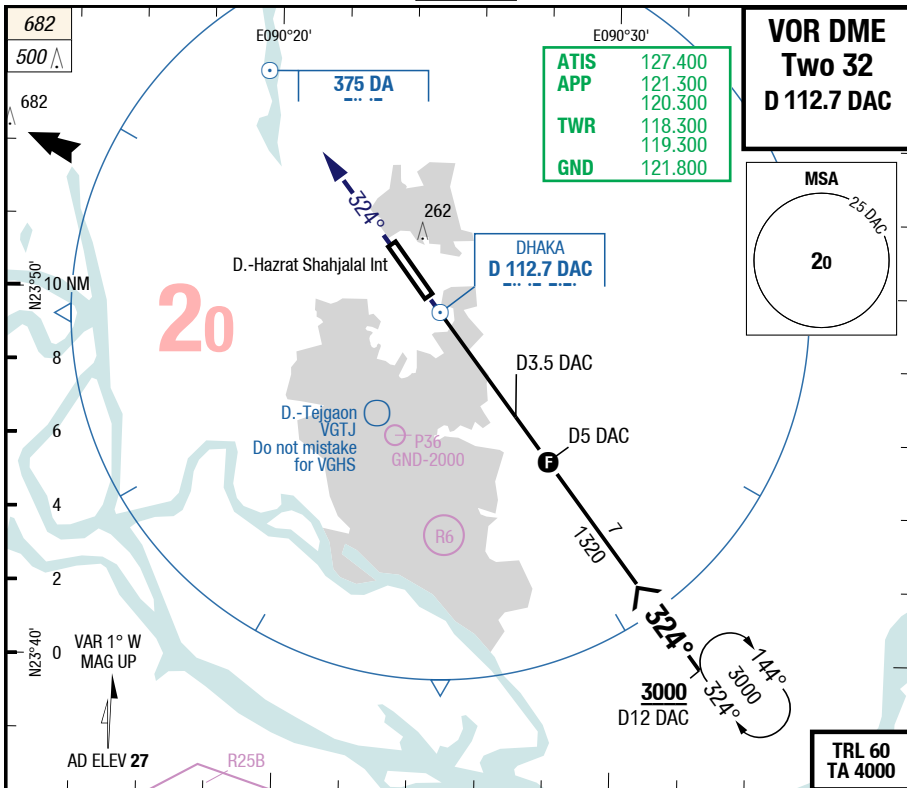 682
500
682
E090°20'
E090°30'
375 DA
ATIS 127.400
APP 121.300
120.300
TWR 118.300
119.300
GND 121.800
VOR DME
Two 32
D 112.7 DAC
MSA
25 DAC
20
324°
262
D.-Hazrat Shahjalal Int
DHAKA
D 112.7 DAC
N23°50'
10 NM
20
8
D3.5 DAC
D.-Tejgaon
VGTJ
Do not mistake
for VGHS
P36
GND-2000
6
D5 DAC
F
4
R6
7
1320
2
324°
N23°40'
0
VAR 1° W
MAG UP
144°
3000
324°
3000
D12 DAC
AD ELEV 27
R25B
TRL 60
TA 4000